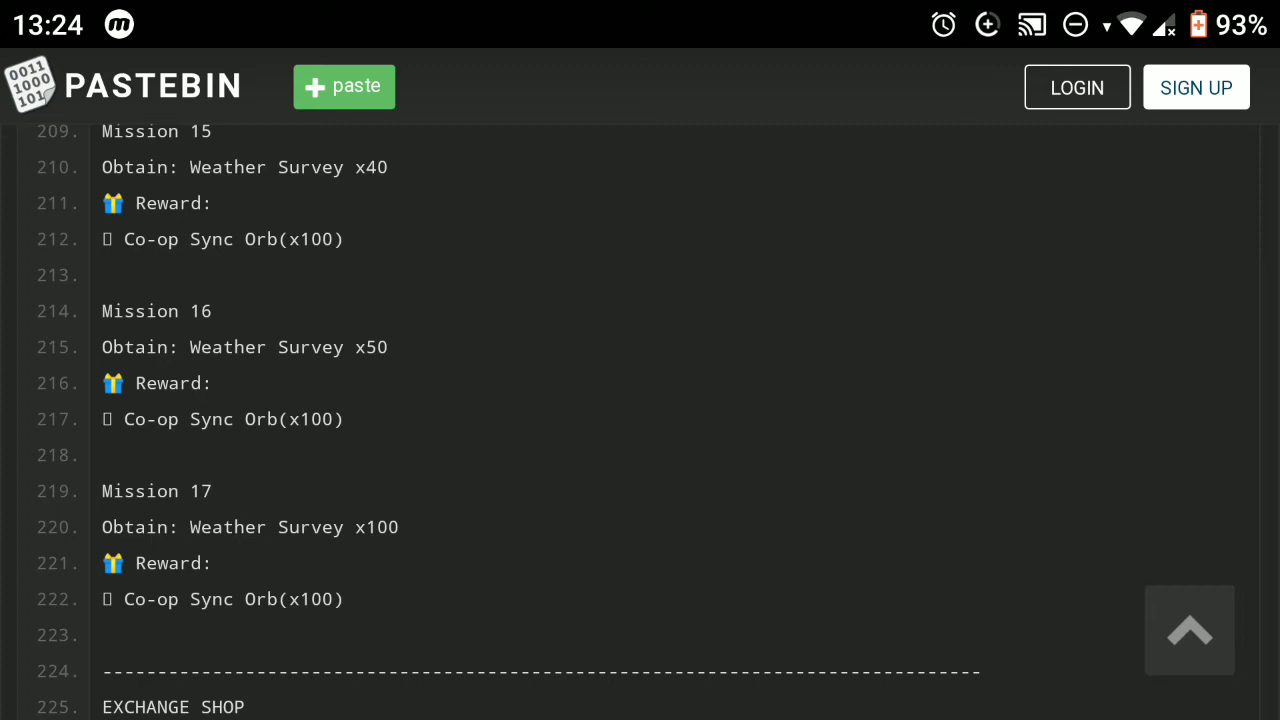 13:24 m 93%
0011 1000 101 PASTEBIN + paste LOGIN SIGN UP
209. Mission 15
210. Obtain: Weather Survey x40
211. 🎁 Reward:
212. ▯ Co-op Sync Orb(x100)
213.
214. Mission 16
215. Obtain: Weather Survey x50
216. 🎁 Reward:
217. ▯ Co-op Sync Orb(x100)
218.
219. Mission 17
220. Obtain: Weather Survey x100
221. 🎁 Reward:
222. ▯ Co-op Sync Orb(x100)
223.
224. --------------------------------------------------------------------------------
225. EXCHANGE SHOP